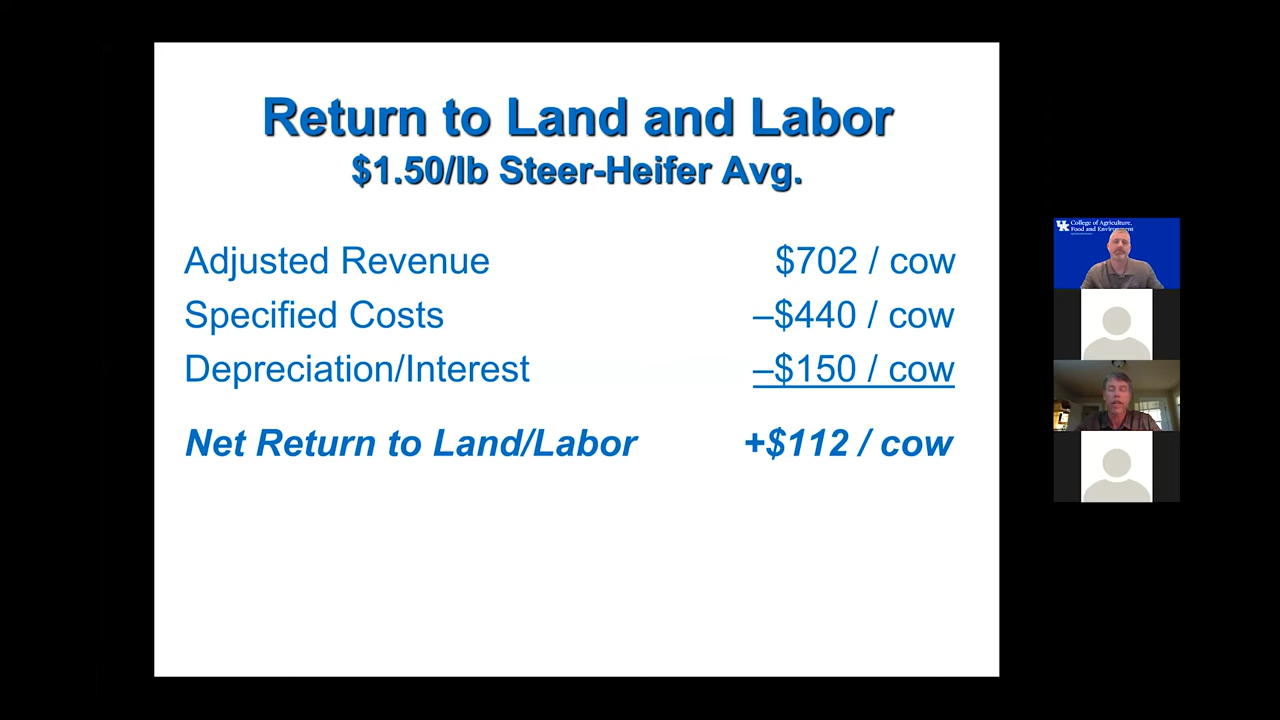 Return to Land and Labor
$1.50/lb Steer-Heifer Avg.
Adjusted Revenue $702 / cow
Specified Costs –$440 / cow
Depreciation/Interest –$150 / cow
Net Return to Land/Labor +$112 / cow
UK College of Agriculture,
Food and Environment